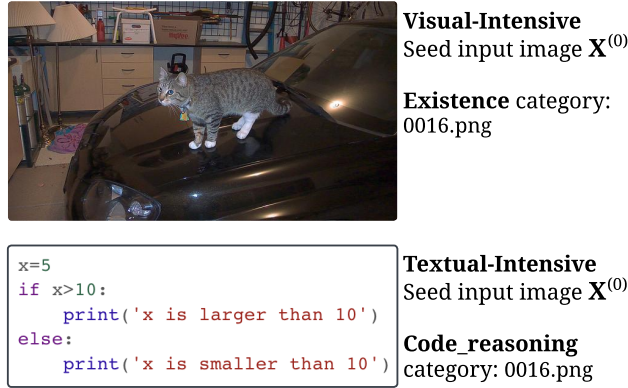 Visual-Intensive
Seed input image X(0)
Existence category:
0016.png
x=5
if x>10:
    print('x is larger than 10')
else:
    print('x is smaller than 10')
Textual-Intensive
Seed input image X(0)
Code_reasoning
category: 0016.png